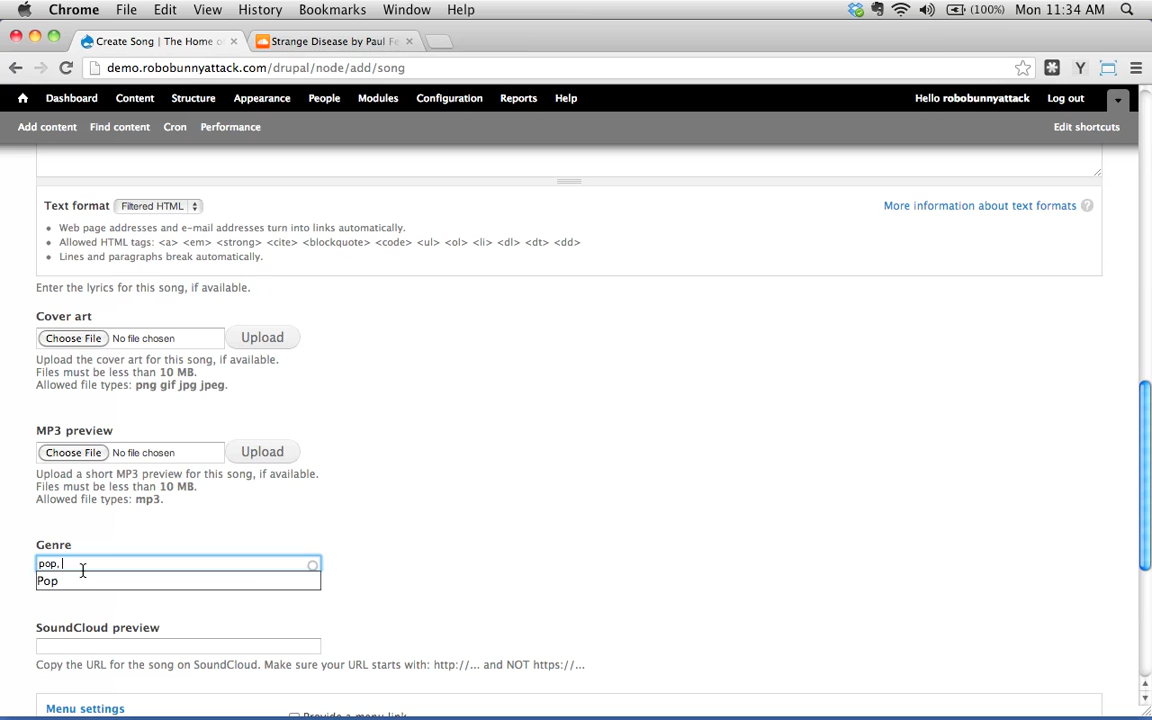 Chrome File Edit View History Bookmarks Window Help (100%) Mon 11:34 AM
Create Song | The Home o × Strange Disease by Paul Fe ×
demo.robobunnyattack.com/drupal/node/add/song
Dashboard Content Structure Appearance People Modules Configuration Reports Help Hello robobunnyattack Log out
Add content Find content Cron Performance Edit shortcuts
Text format Filtered HTML More information about text formats ?
Web page addresses and e-mail addresses turn into links automatically.
Allowed HTML tags: <a> <em> <strong> <cite> <blockquote> <code> <ul> <ol> <li> <dl> <dt> <dd>
Lines and paragraphs break automatically.
Enter the lyrics for this song, if available.
Cover art
Choose File No file chosen Upload
Upload the cover art for this song, if available.
Files must be less than 10 MB.
Allowed file types: png gif jpg jpeg.
MP3 preview
Choose File No file chosen Upload
Upload a short MP3 preview for this song, if available.
Files must be less than 10 MB.
Allowed file types: mp3.
Genre
pop,
Pop
SoundCloud preview
Copy the URL for the song on SoundCloud. Make sure your URL starts with: http://... and NOT https://...
Menu settings Provide a menu link